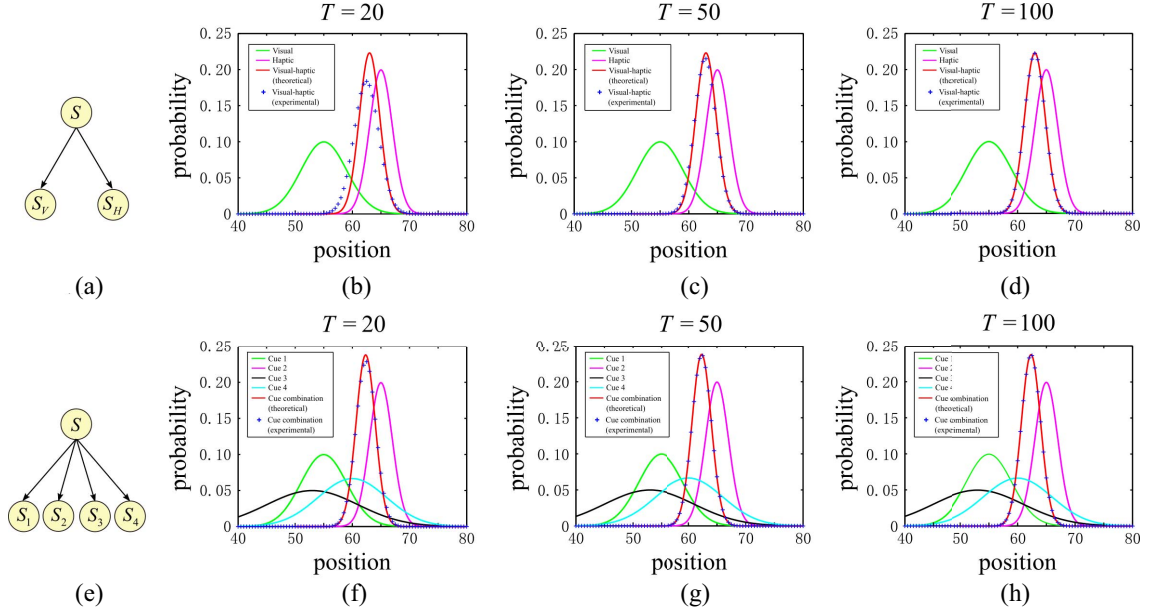 T = 20
T = 50
T = 100
0.25
0.20
0.15
0.10
0.05
0
probability
Visual
Haptic
Visual-haptic
(theoretical)
Visual-haptic
(experimental)
40 50 60 70 80
position
0.25
0.20
0.15
0.10
0.05
0
probability
Visual
Haptic
Visual-haptic
(theoretical)
Visual-haptic
(experimental)
40 50 60 70 80
position
0.25
0.20
0.15
0.10
0.05
0
probability
Visual
Haptic
Visual-haptic
(theoretical)
Visual-haptic
(experimental)
40 50 60 70 80
position
S
S_V S_H
(a) (b) (c) (d)
T = 20
T = 50
T = 100
0.25
0.20
0.15
0.10
0.05
0
probability
Cue 1
Cue 2
Cue 3
Cue 4
Cue combination
(theoretical)
Cue combination
(experimental)
40 50 60 70 80
position
0.25
0.20
0.15
0.10
0.05
0
probability
Cue 1
Cue 2
Cue 3
Cue 4
Cue combination
(theoretical)
Cue combination
(experimental)
40 50 60 70 80
position
0.25
0.20
0.15
0.10
0.05
0
probability
Cue
Cue
Cue
Cue
Cue combination
(theoretical)
Cue combination
(experimental)
40 50 60 70 80
position
S
S_1 S_2 S_3 S_4
(e) (f) (g) (h)